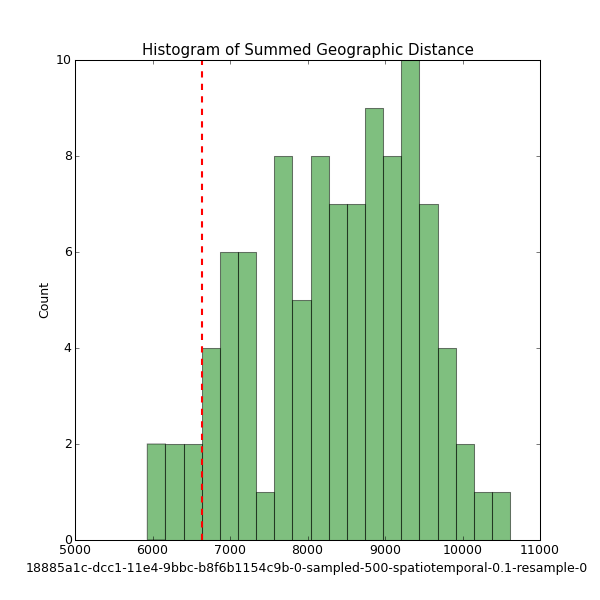 Histogram of Summed Geographic Distance
10
8
6
4
2
0
Count
5000 6000 7000 8000 9000 10000 11000
18885a1c-dcc1-11e4-9bbc-b8f6b1154c9b-0-sampled-500-spatiotemporal-0.1-resample-0